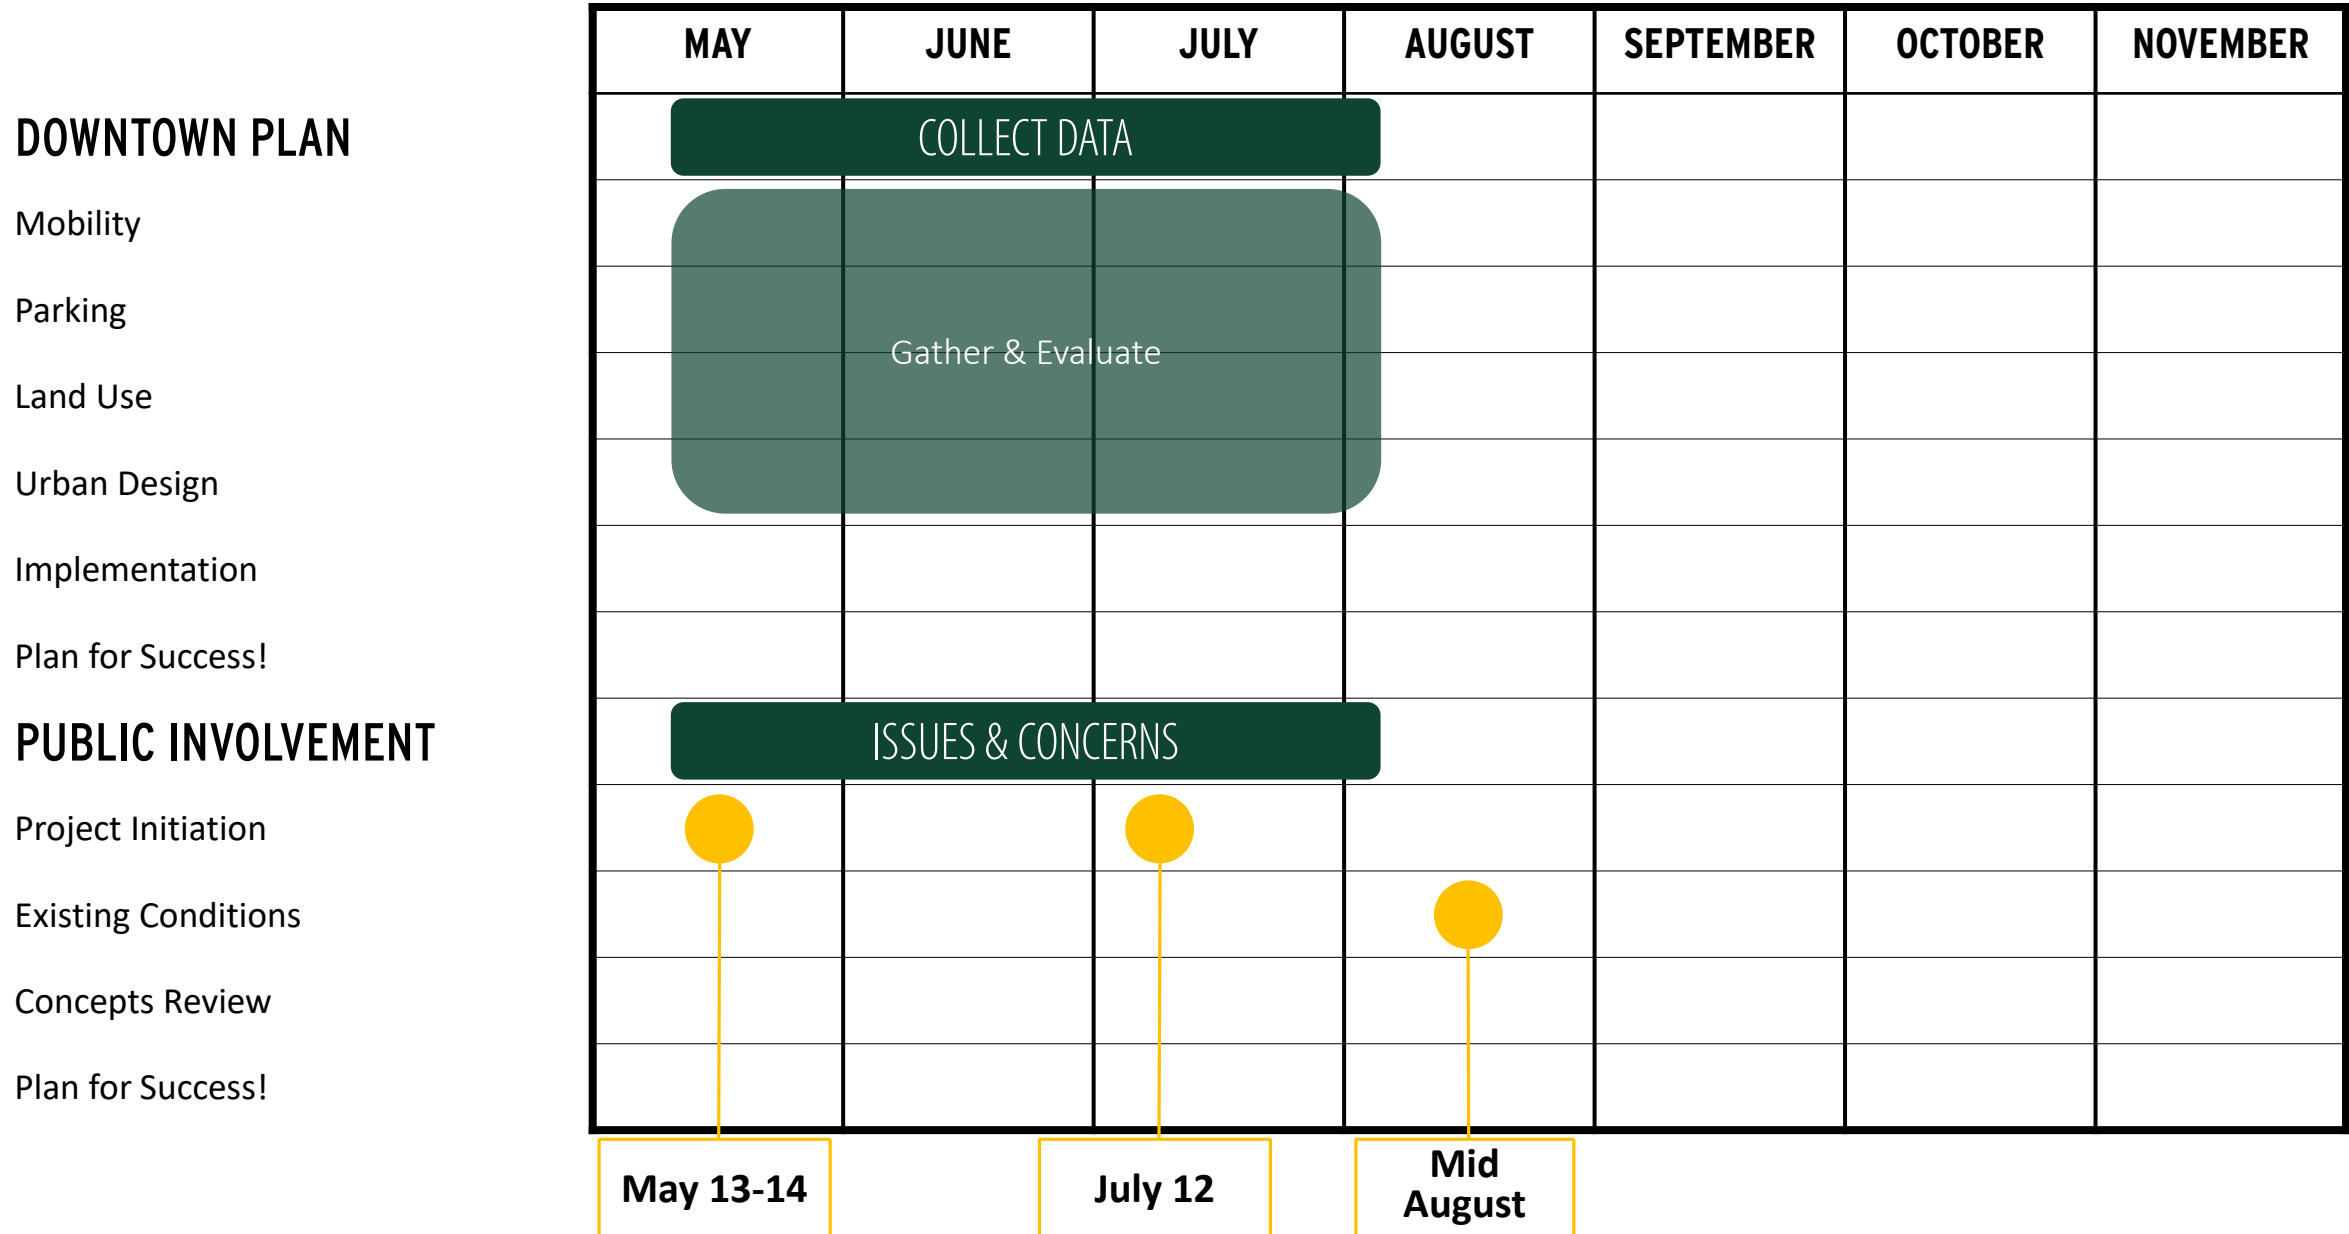 MAY JUNE JULY AUGUST SEPTEMBER OCTOBER NOVEMBER
DOWNTOWN PLAN COLLECT DATA
Mobility
Parking
Gather & Evaluate
Land Use
Urban Design
Implementation
Plan for Success!
PUBLIC INVOLVEMENT ISSUES & CONCERNS
Project Initiation
Existing Conditions
Concepts Review
Plan for Success!
May 13-14
July 12
Mid
August